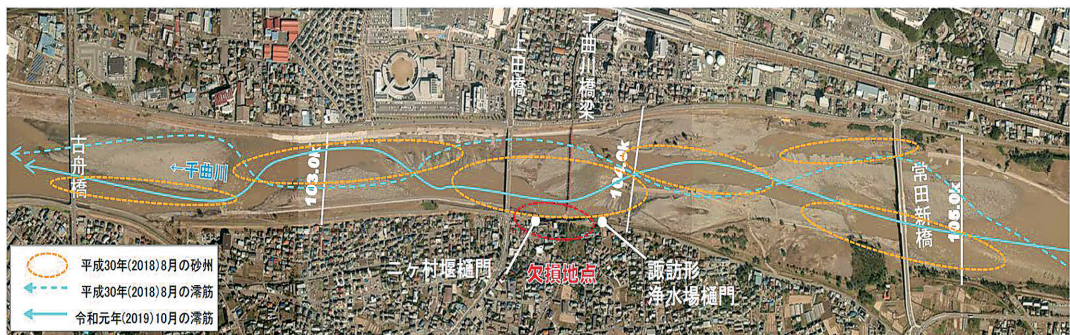 古舟橋
←千曲川
103.0k
上田橋
千曲川橋梁
104.0k
常田新橋
105.0k
二ヶ村堰樋門
欠損地点
諏訪形
浄水場樋門
平成30年(2018)8月の砂州
平成30年(2018)8月の澪筋
令和元年(2019)10月の澪筋